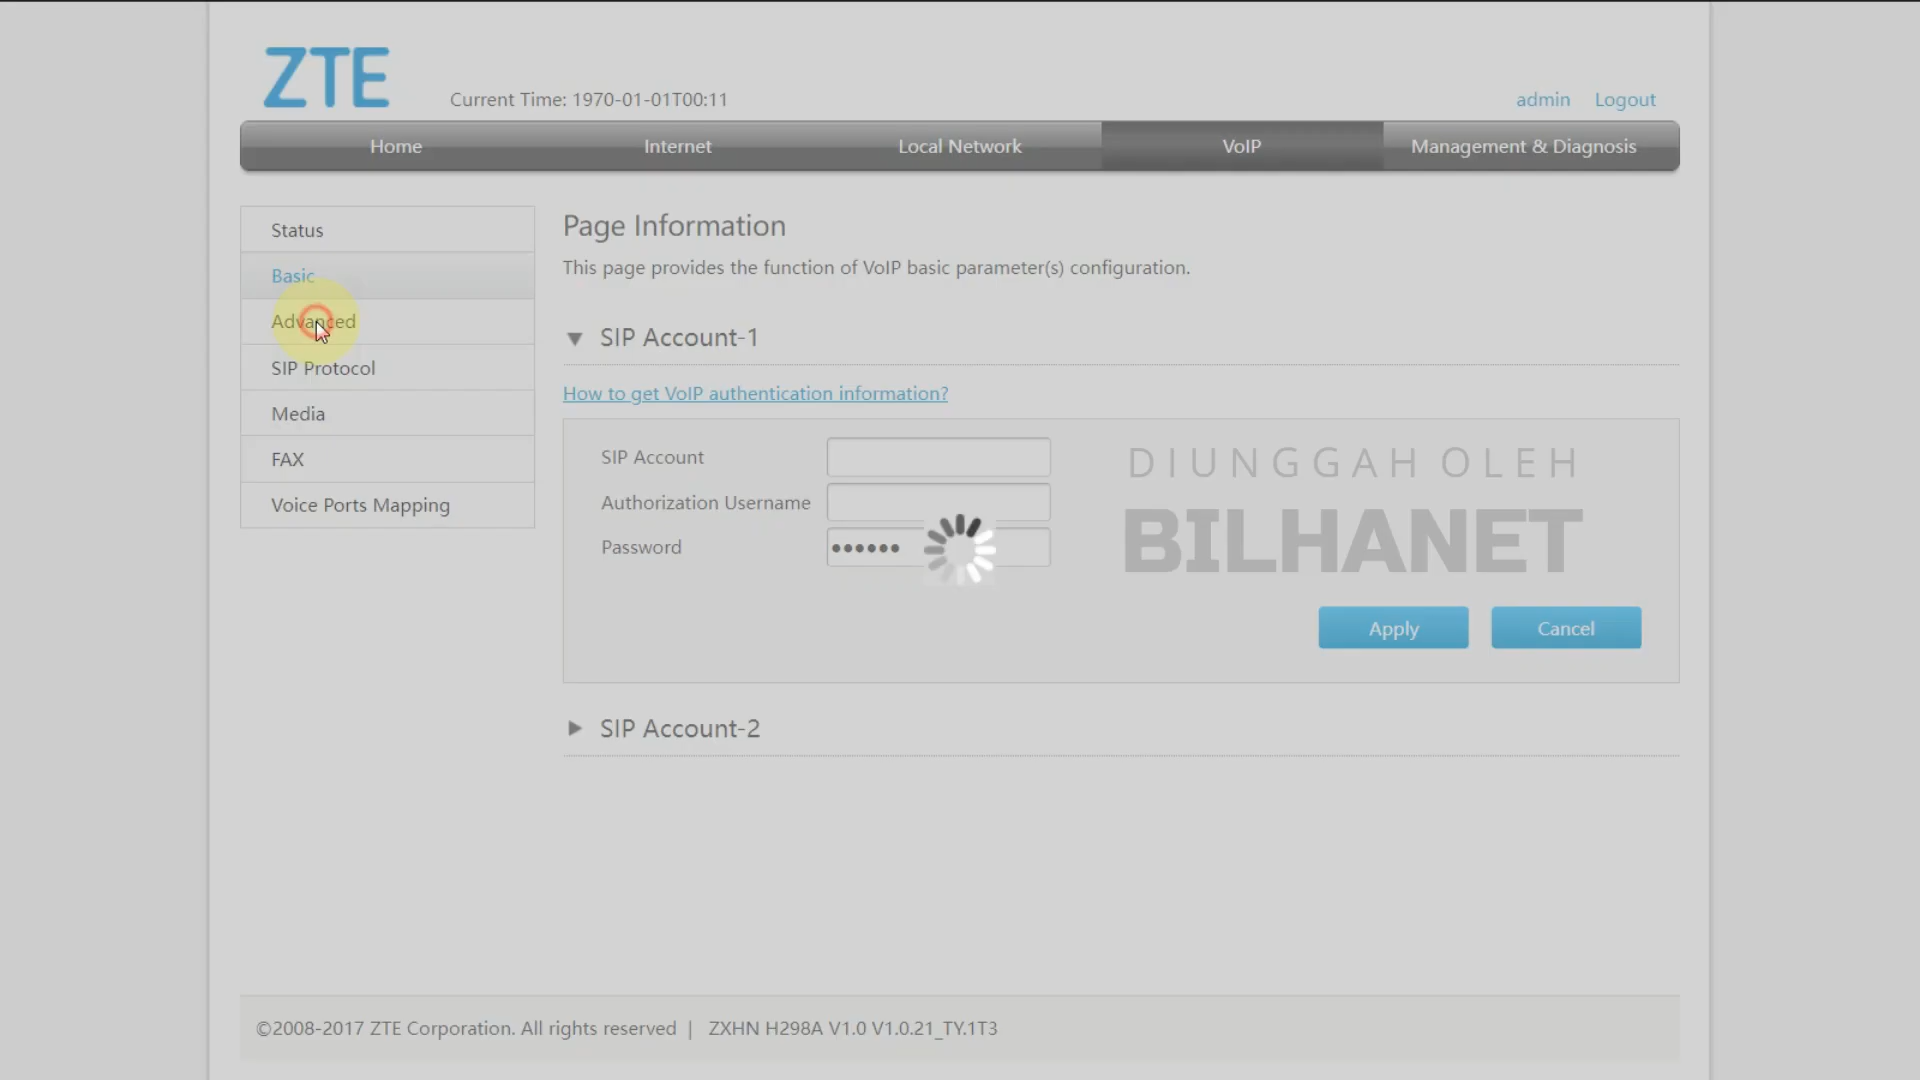 ZTE
Current Time: 1970-01-01T00:11
admin Logout
Home Internet Local Network VoIP Management & Diagnosis
Status
Basic
Advanced
SIP Protocol
Media
FAX
Voice Ports Mapping
Page Information
This page provides the function of VoIP basic parameter(s) configuration.
▼ SIP Account-1
How to get VoIP authentication information?
SIP Account
Authorization Username
Password ••••••
DIUNGGAH OLEH
BILHANET
Apply Cancel
▶ SIP Account-2
©2008-2017 ZTE Corporation. All rights reserved | ZXHN H298A V1.0 V1.0.21_TY.1T3